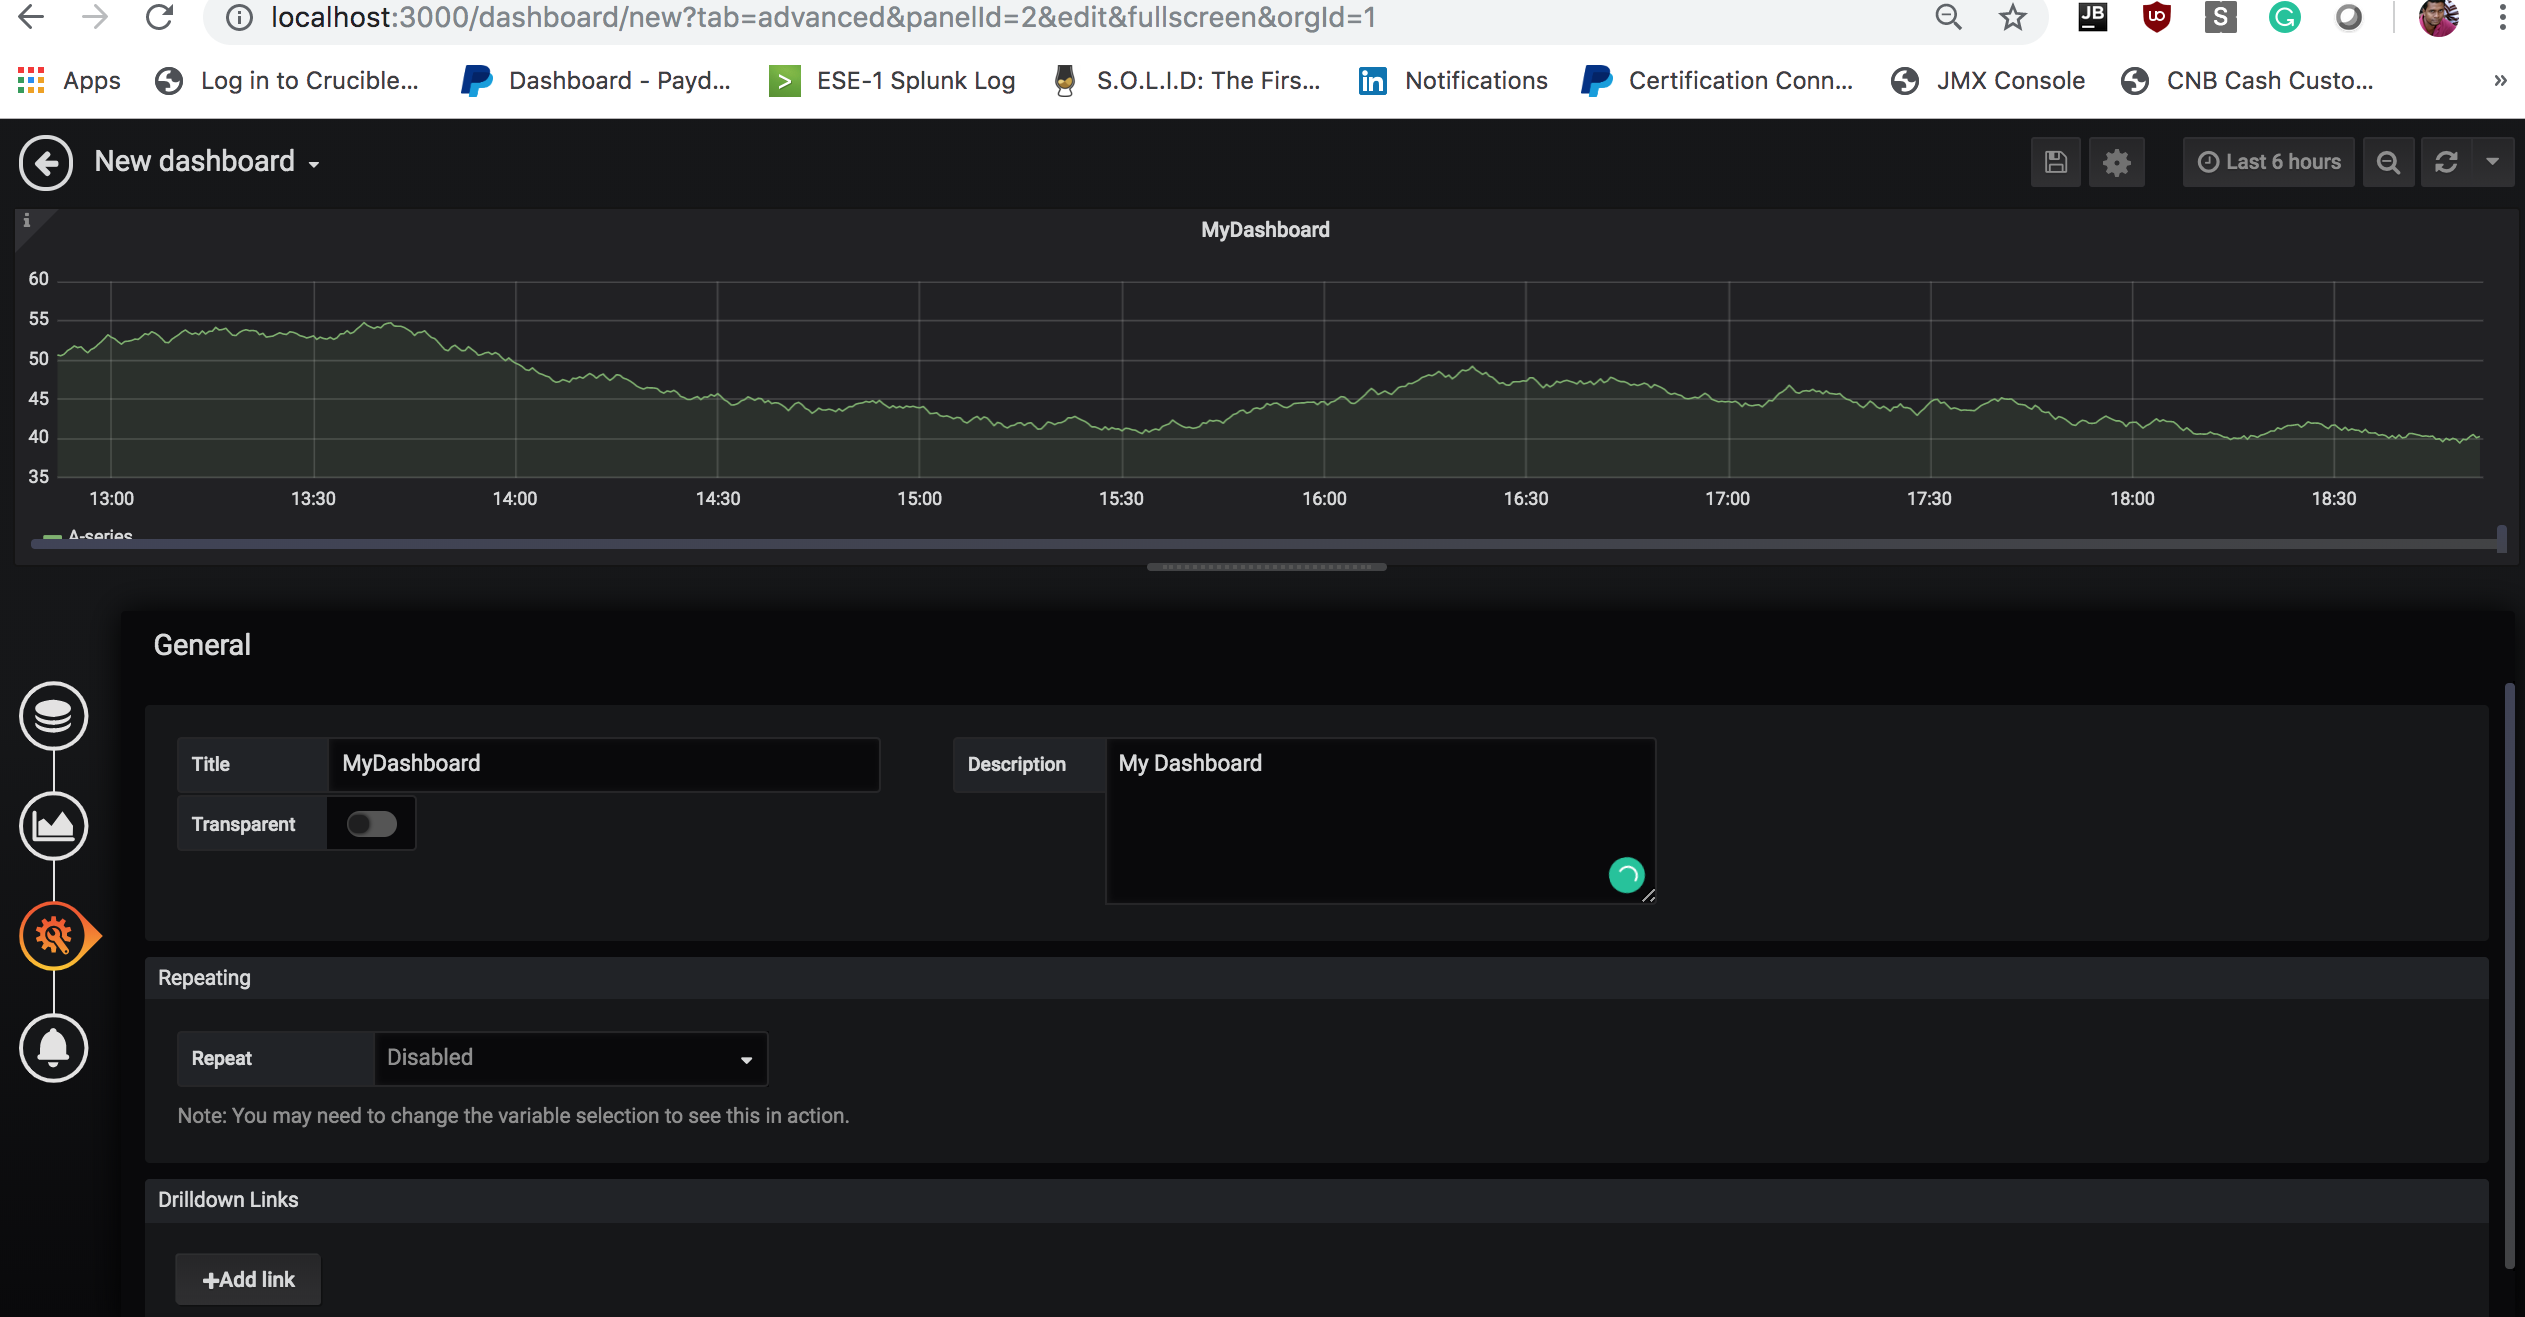 localhost:3000/dashboard/new?tab=advanced&panelId=2&edit&fullscreen&orgId=1
JB
UO
S
G
Apps
Log in to Crucible...
Dashboard - Payd...
ESE-1 Splunk Log
S.O.L.I.D: The Firs...
in Notifications
Certification Conn...
JMX Console
CNB Cash Custo...
»
New dashboard
Last 6 hours
i
MyDashboard
60
55
50
45
40
35
13:00 13:30 14:00 14:30 15:00 15:30 16:00 16:30 17:00 17:30 18:00 18:30
A-series
General
Title MyDashboard
Description My Dashboard
Transparent
Repeating
Repeat Disabled
Note: You may need to change the variable selection to see this in action.
Drilldown Links
+Add link